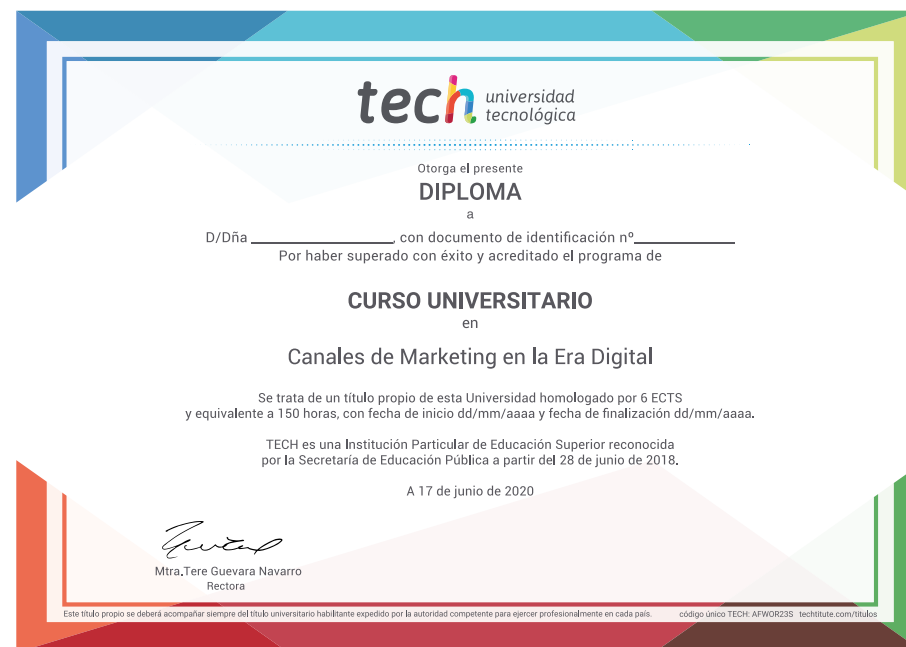 tech universidad
tecnológica
Otorga el presente
DIPLOMA
a
D/Dña ____________________, con documento de identificación nº______________
Por haber superado con éxito y acreditado el programa de
CURSO UNIVERSITARIO
en
Canales de Marketing en la Era Digital
Se trata de un título propio de esta Universidad homologado por 6 ECTS
y equivalente a 150 horas, con fecha de inicio dd/mm/aaaa y fecha de finalización dd/mm/aaaa.
TECH es una Institución Particular de Educación Superior reconocida
por la Secretaría de Educación Pública a partir del 28 de junio de 2018.
A 17 de junio de 2020
Mtra.Tere Guevara Navarro
Rectora
Este título propio se deberá acompañar siempre del título universitario habilitante expedido por la autoridad competente para ejercer profesionalmente en cada país. código único TECH: AFWOR23S techtitute.com/titulos